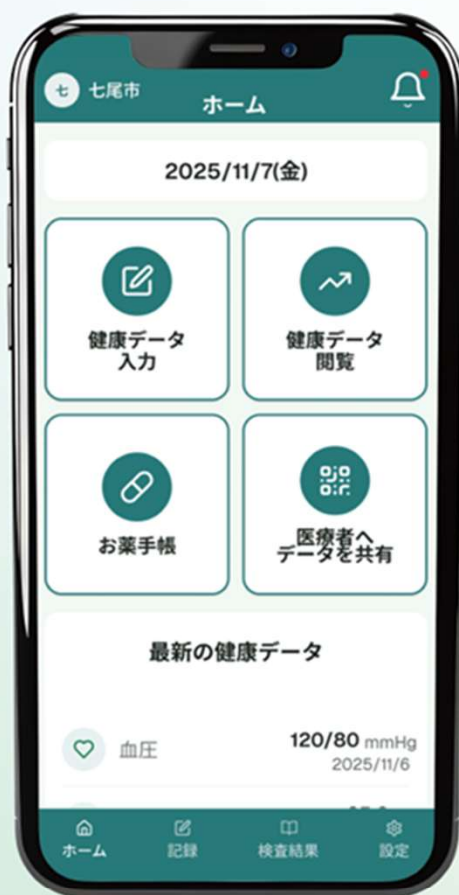 七 七尾市
ホーム
2025/11/7(金)
健康データ
入力
健康データ
閲覧
お薬手帳
医療者へ
データを共有
最新の健康データ
血圧
120/80 mmHg
2025/11/6
ホーム
記録
検査結果
設定